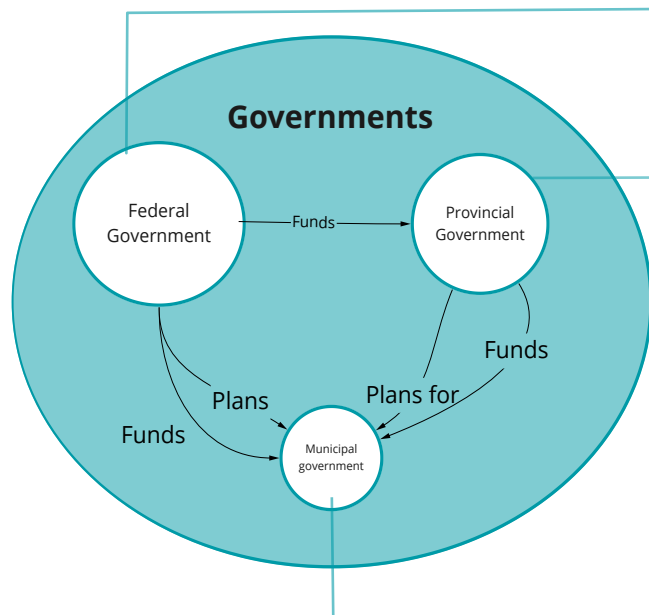 Governments
Federal
Government
Funds
Provincial
Government
Funds
Plans
Plans for
Funds
Municipal
government